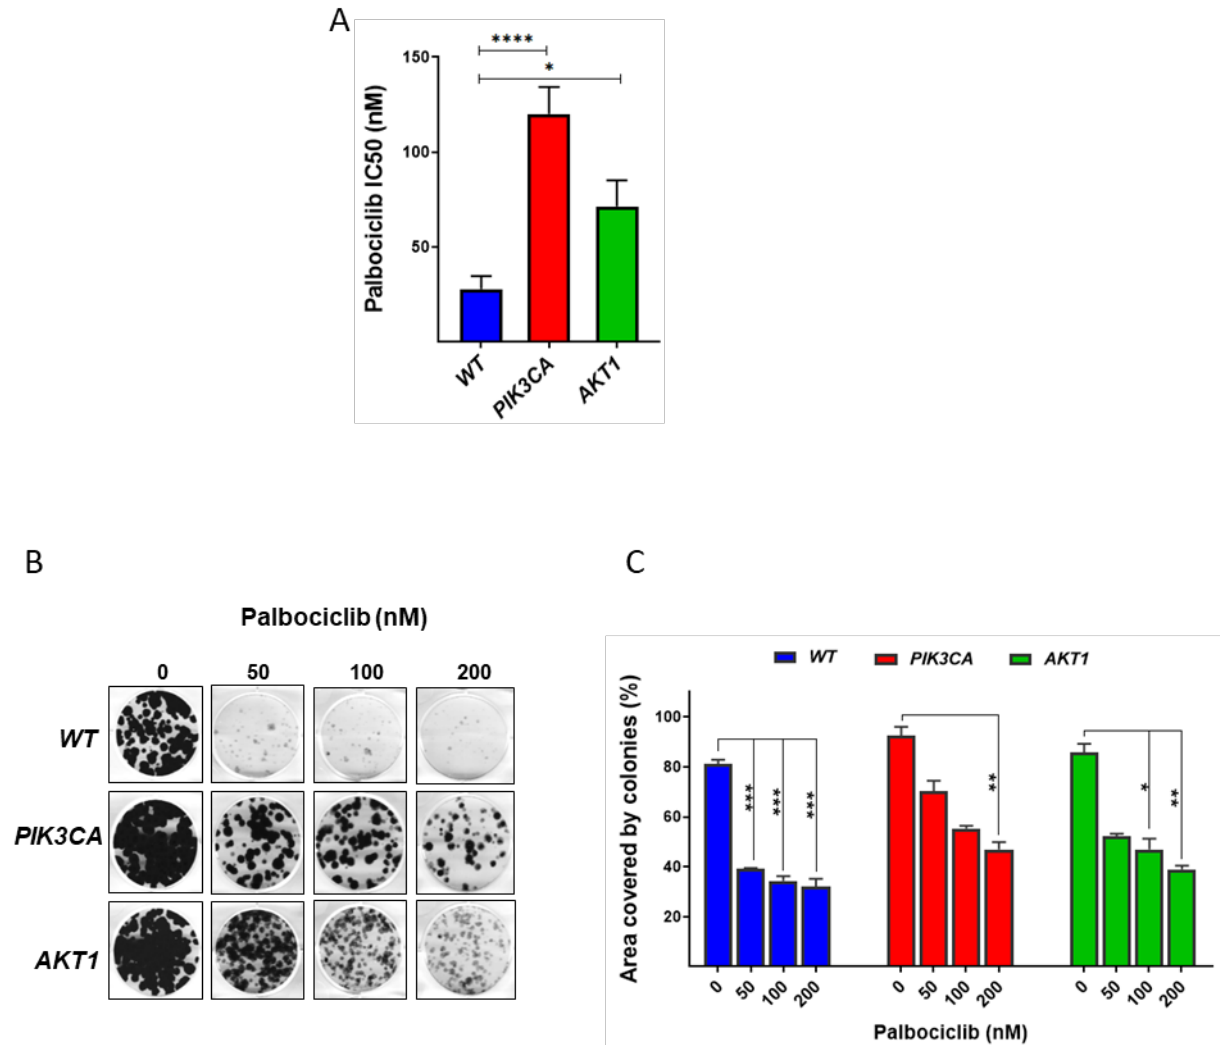 A
****
*
150
100
50
Palbociclib IC50 (nM)
WT
PIK3CA
AKT1
B
Palbociclib (nM)
0 50 100 200
WT
PIK3CA
AKT1
C
WT PIK3CA AKT1
Area covered by colonies (%)
100
80
60
40
20
*** *** ***
**
* **
0 50 100 200 0 50 100 200 0 50 100 200
Palbociclib (nM)